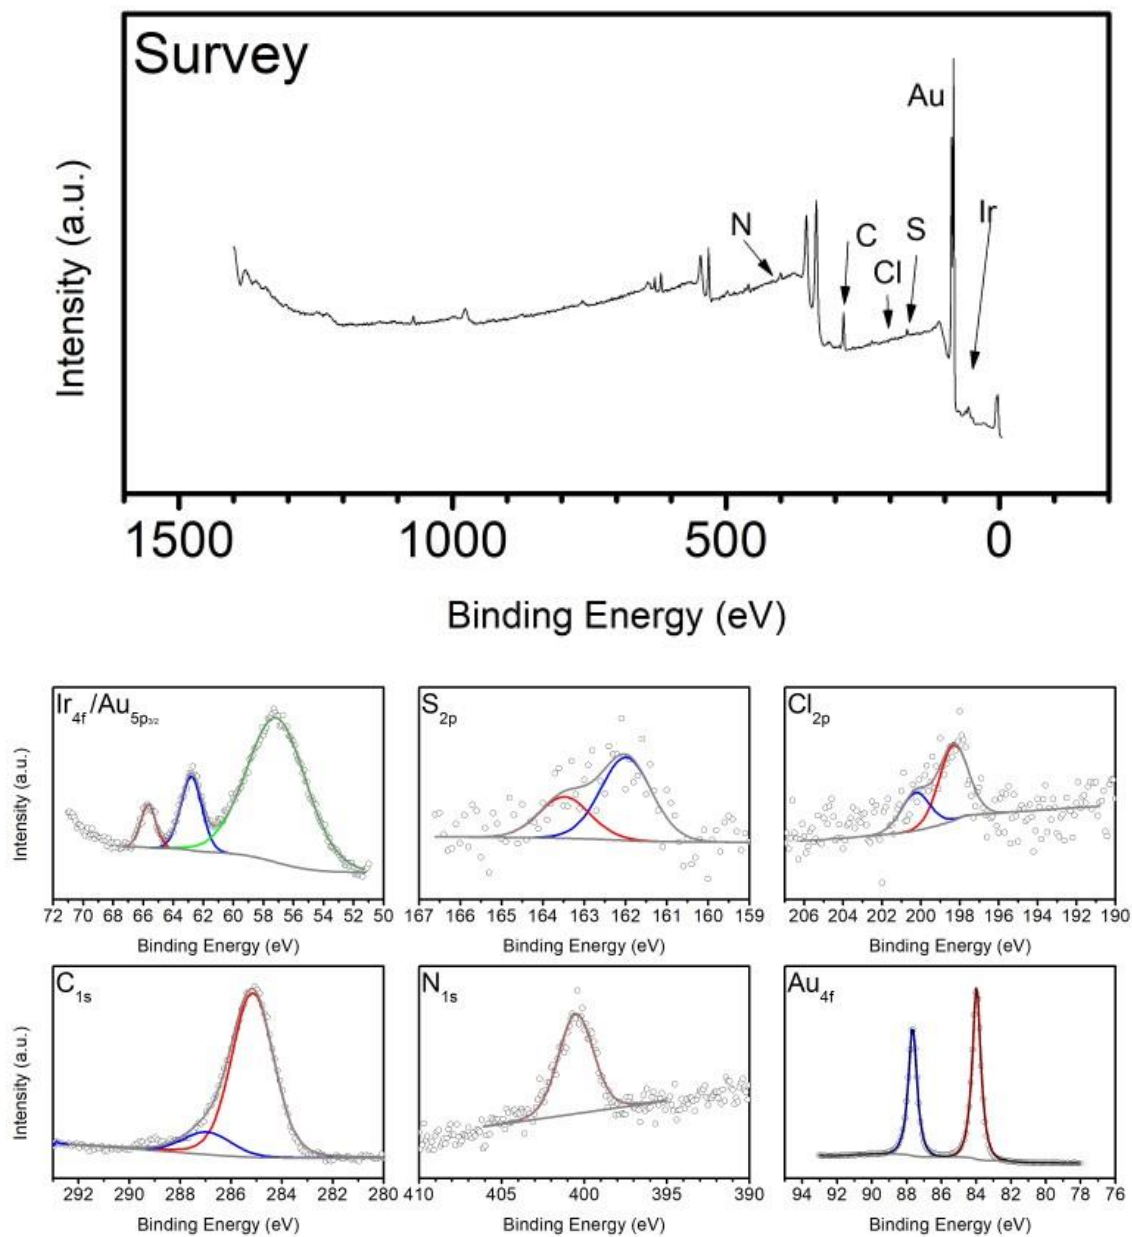 Survey
Au
Ir
N
C
Cl
S
Intensity (a.u.)
1500 1000 500 0
Binding Energy (eV)
Ir4f/Au5p3/2
S2p
Cl2p
Intensity (a.u.)
72 70 68 66 64 62 60 58 56 54 52 50
167 166 165 164 163 162 161 160 159
206 204 202 200 198 196 194 192 190
Binding Energy (eV)
Binding Energy (eV)
Binding Energy (eV)
C1s
N1s
Au4f
Intensity (a.u.)
292 290 288 286 284 282 280
410 405 400 395 390
94 92 90 88 86 84 82 80 78 76
Binding Energy (eV)
Binding Energy (eV)
Binding Energy (eV)